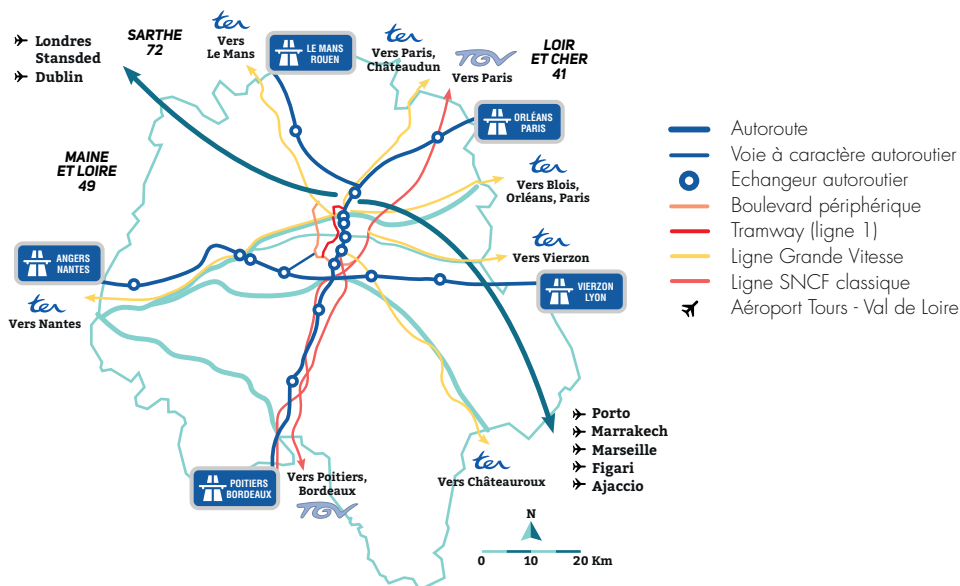 Londres
Stansded
Dublin
SARTHE
72
ter
Vers
Le Mans
LE MANS
ROUEN
ter
Vers Paris,
Châteaudun
TGV
Vers Paris
LOIR
ET CHER
41
ORLÉANS
PARIS
MAINE
ET LOIRE
49
ter
Vers Blois,
Orléans, Paris
ter
Vers Vierzon
ANGERS
NANTES
ter
Vers Nantes
VIERZON
LYON
POITIERS
BORDEAUX
Vers Poitiers,
Bordeaux
TGV
ter
Vers Châteauroux
Porto
Marrakech
Marseille
Figari
Ajaccio
N
0 10 20 Km
Autoroute
Voie à caractère autoroutier
Echangeur autoroutier
Boulevard périphérique
Tramway (ligne 1)
Ligne Grande Vitesse
Ligne SNCF classique
Aéroport Tours - Val de Loire